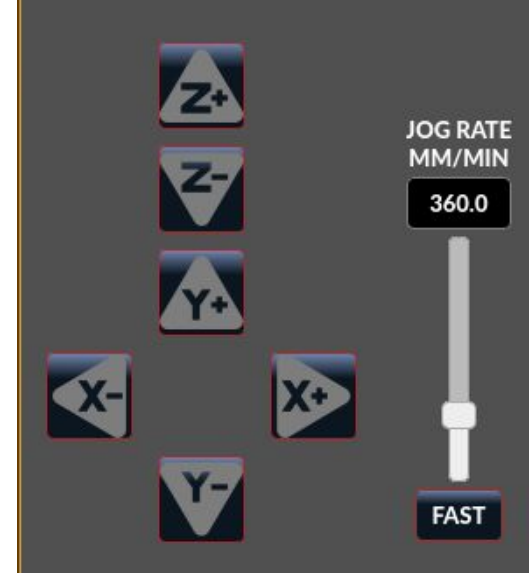 Z+
JOG RATE
MM/MIN
Z-
360.0
Y+
X-
X+
Y-
FAST